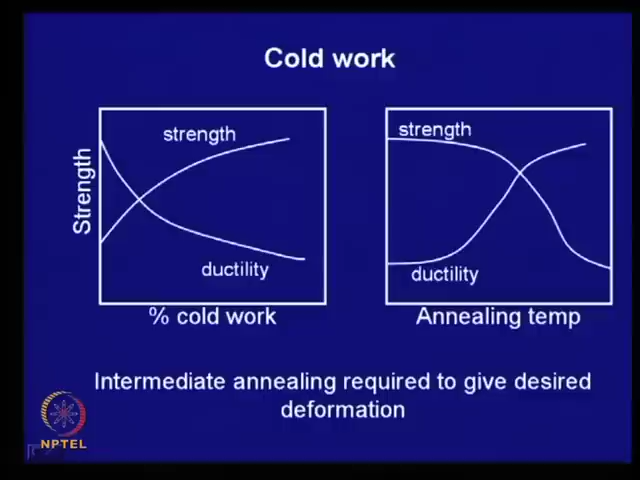 Cold work
strength
Strength
ductility
% cold work
strength
ductility
Annealing temp
Intermediate annealing required to give desired
deformation
NPTEL